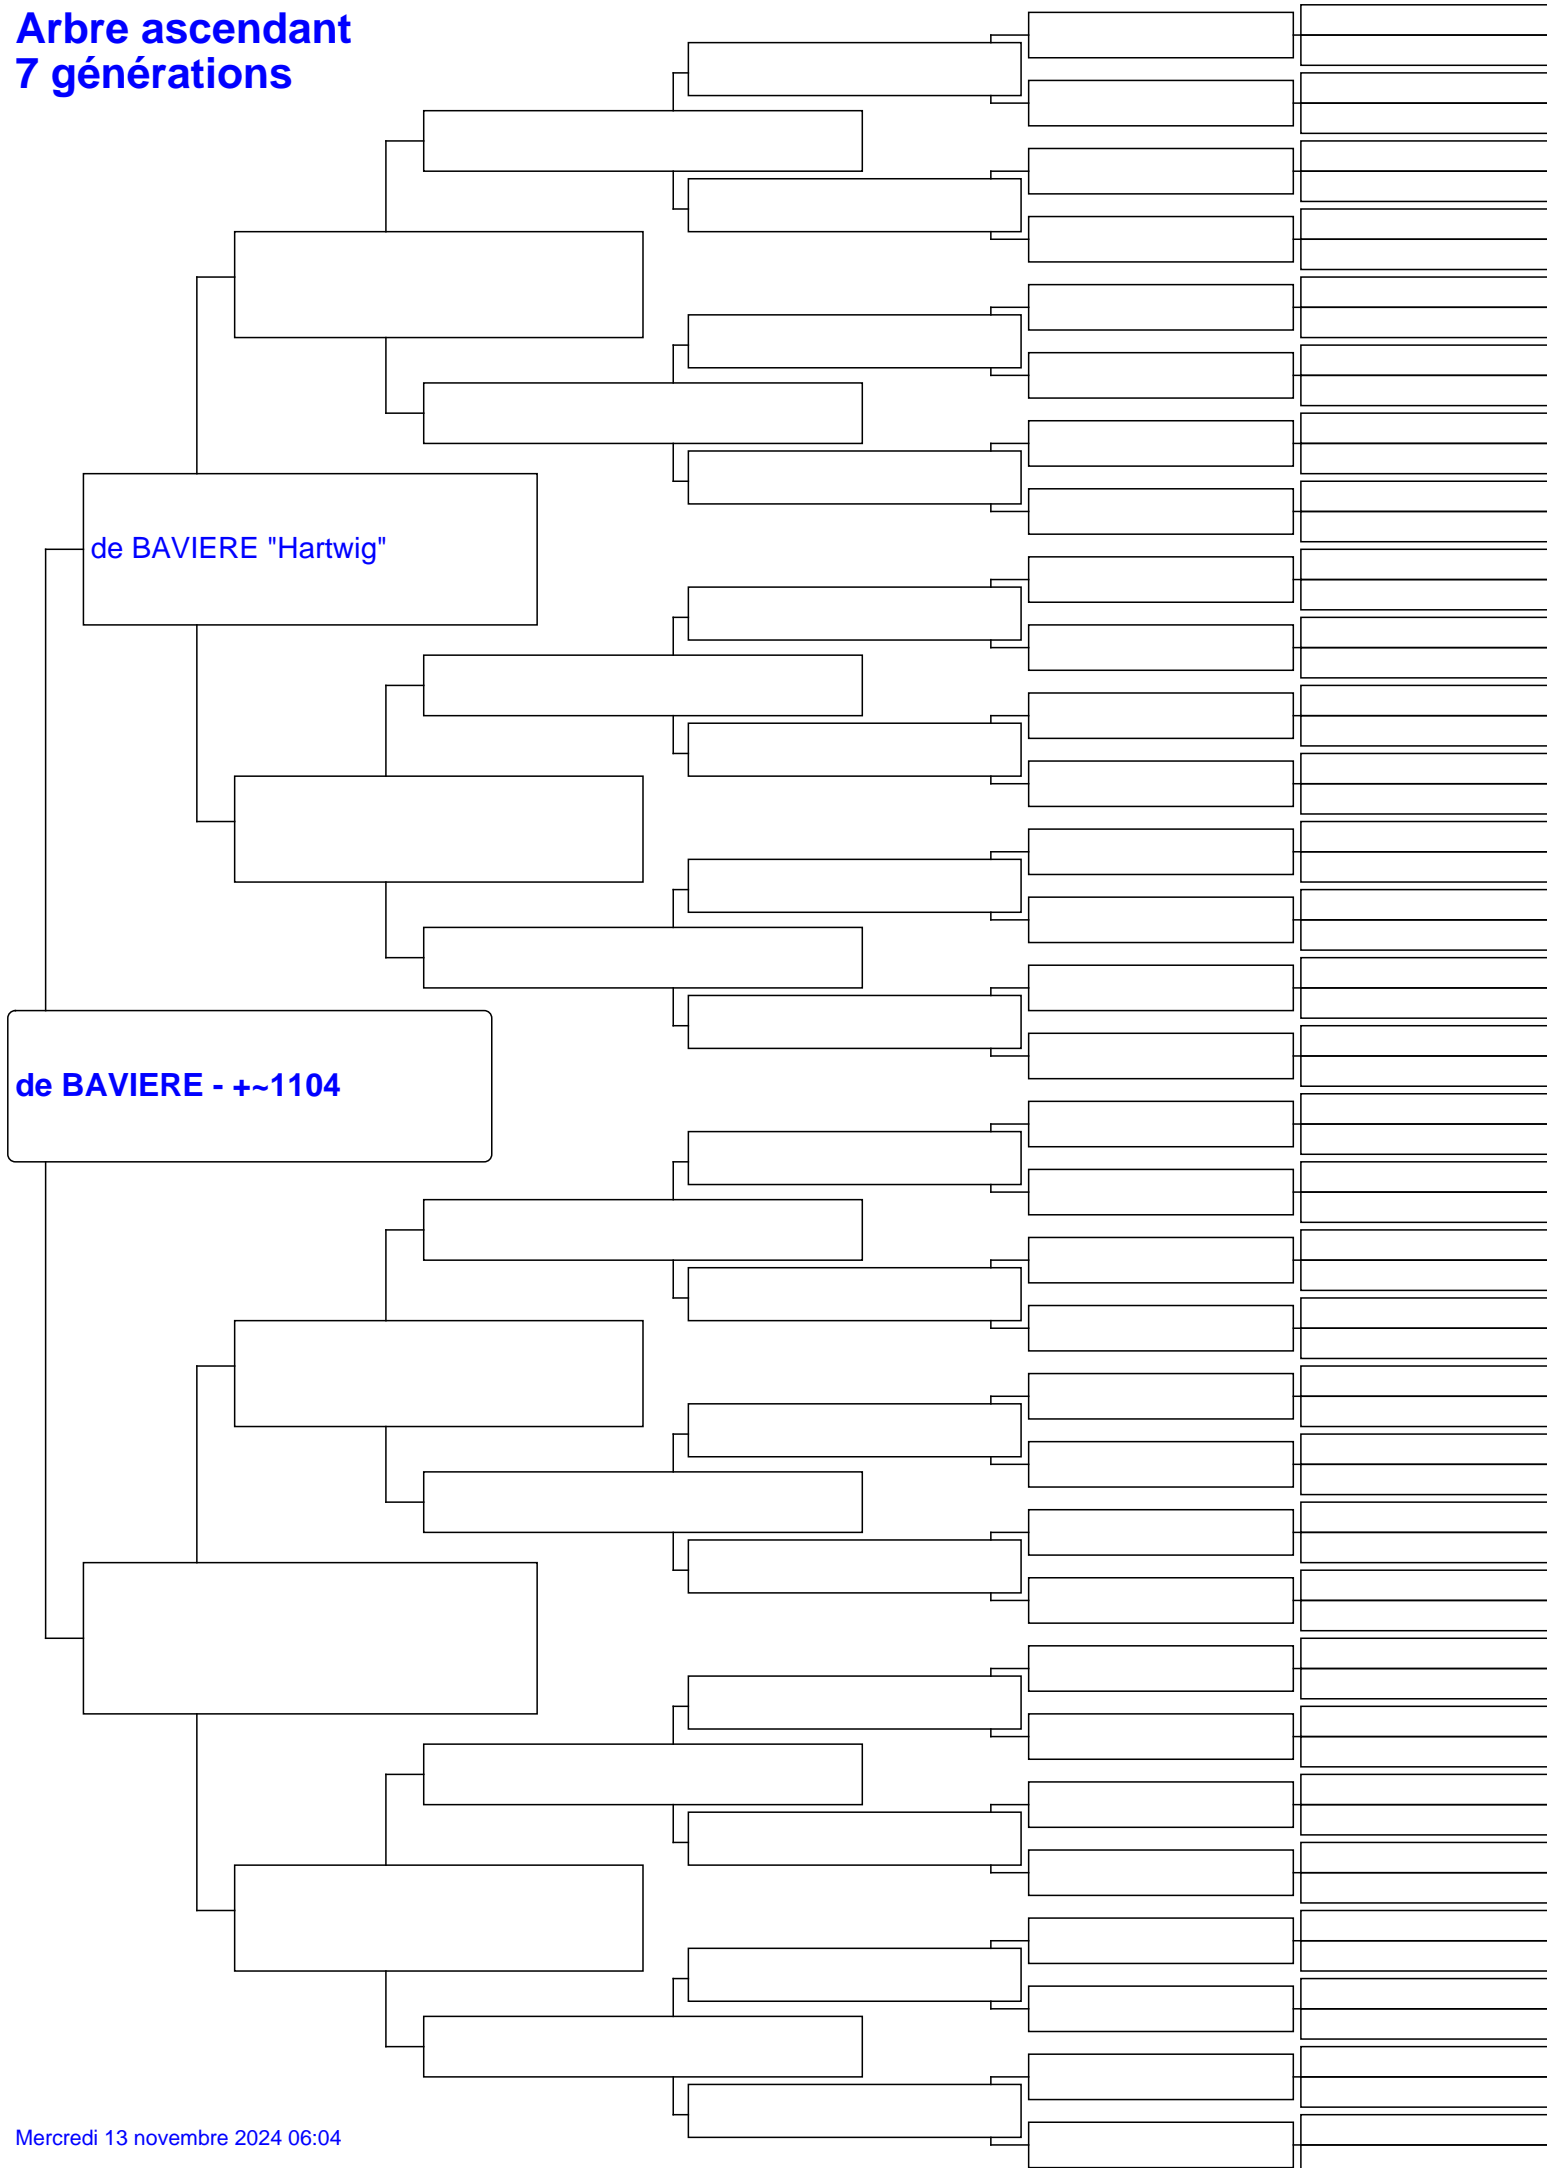 Arbre ascendant
7 générations
de BAVIERE "Hartwig"
de BAVIERE - +~1104
Mercredi 13 novembre 2024 06:04